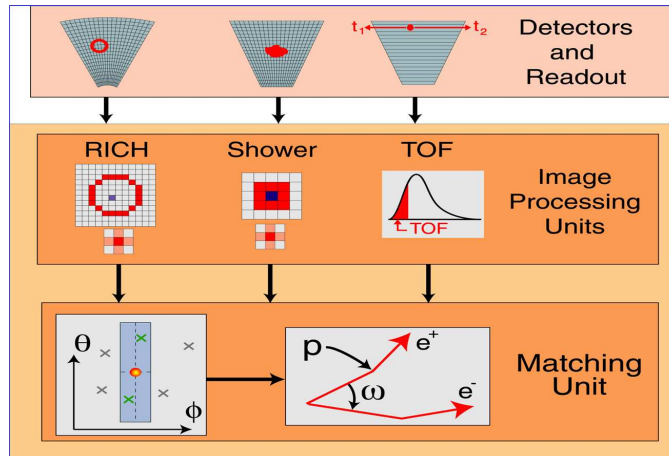 t₁ t₂
Detectors
and
Readout
RICH Shower TOF
Image
Processing
Units
TOF
θ
ϕ
p
e⁺
ω
e⁻
Matching
Unit